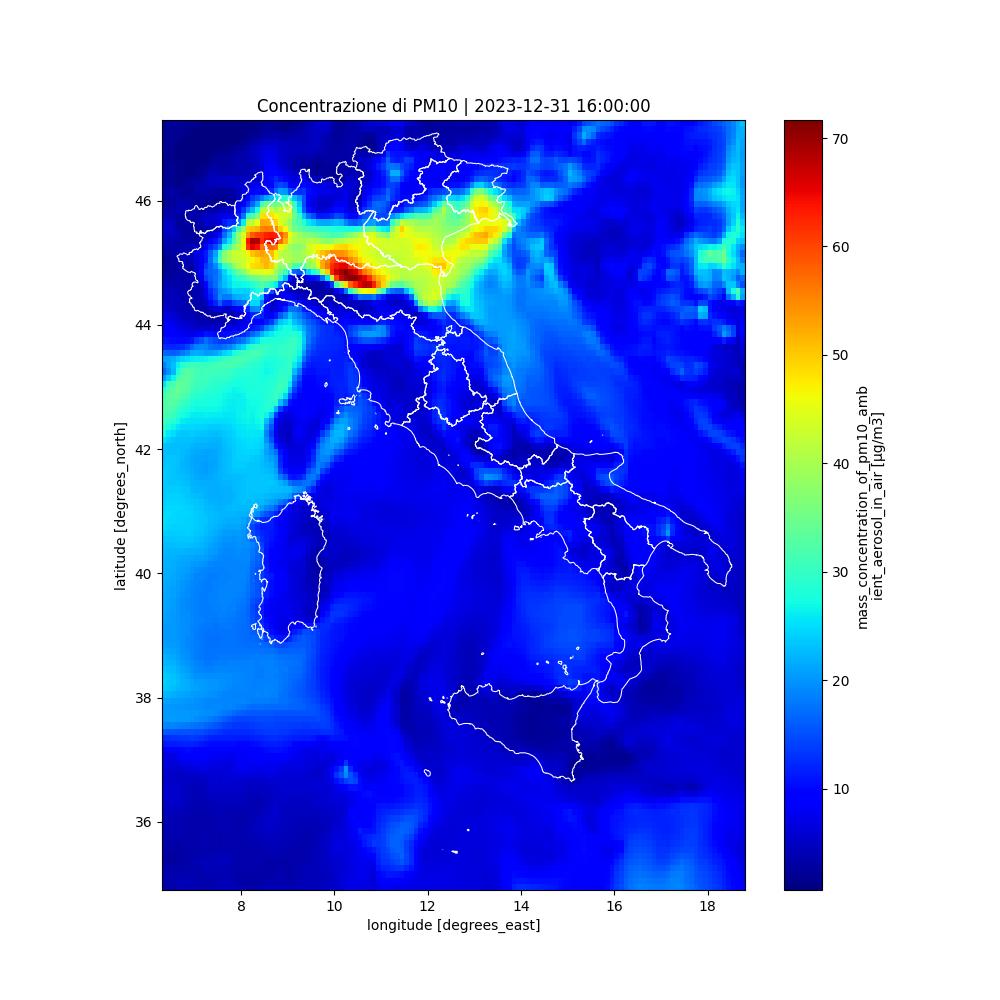 Concentrazione di PM10 | 2023-12-31 16:00:00
46
44
42
40
38
36
latitude [degrees_north]
8 10 12 14 16 18
longitude [degrees_east]
70
60
50
40
30
20
10
mass_concentration_of_pm10_amb
ient_aerosol_in_air [µg/m3]